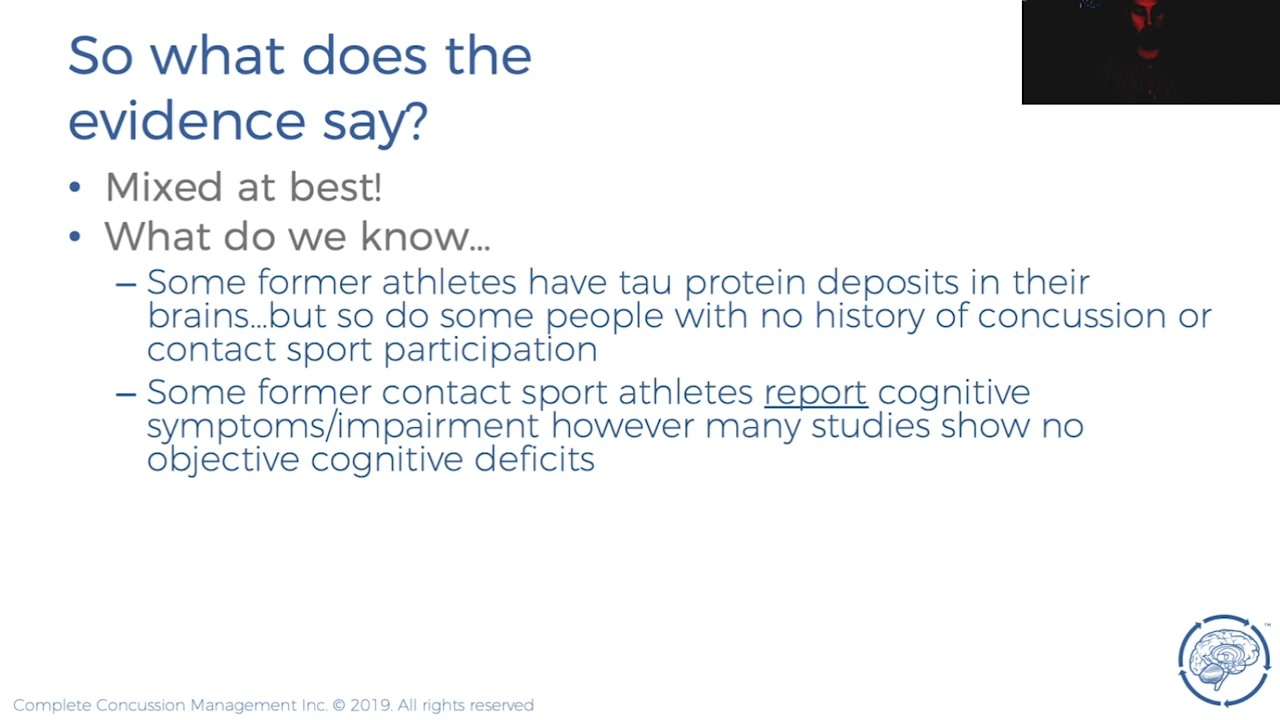 So what does the
evidence say?
• Mixed at best!
• What do we know...
– Some former athletes have tau protein deposits in their
brains...but so do some people with no history of concussion or
contact sport participation
– Some former contact sport athletes report cognitive
symptoms/impairment however many studies show no
objective cognitive deficits
TM
Complete Concussion Management Inc. © 2019. All rights reserved